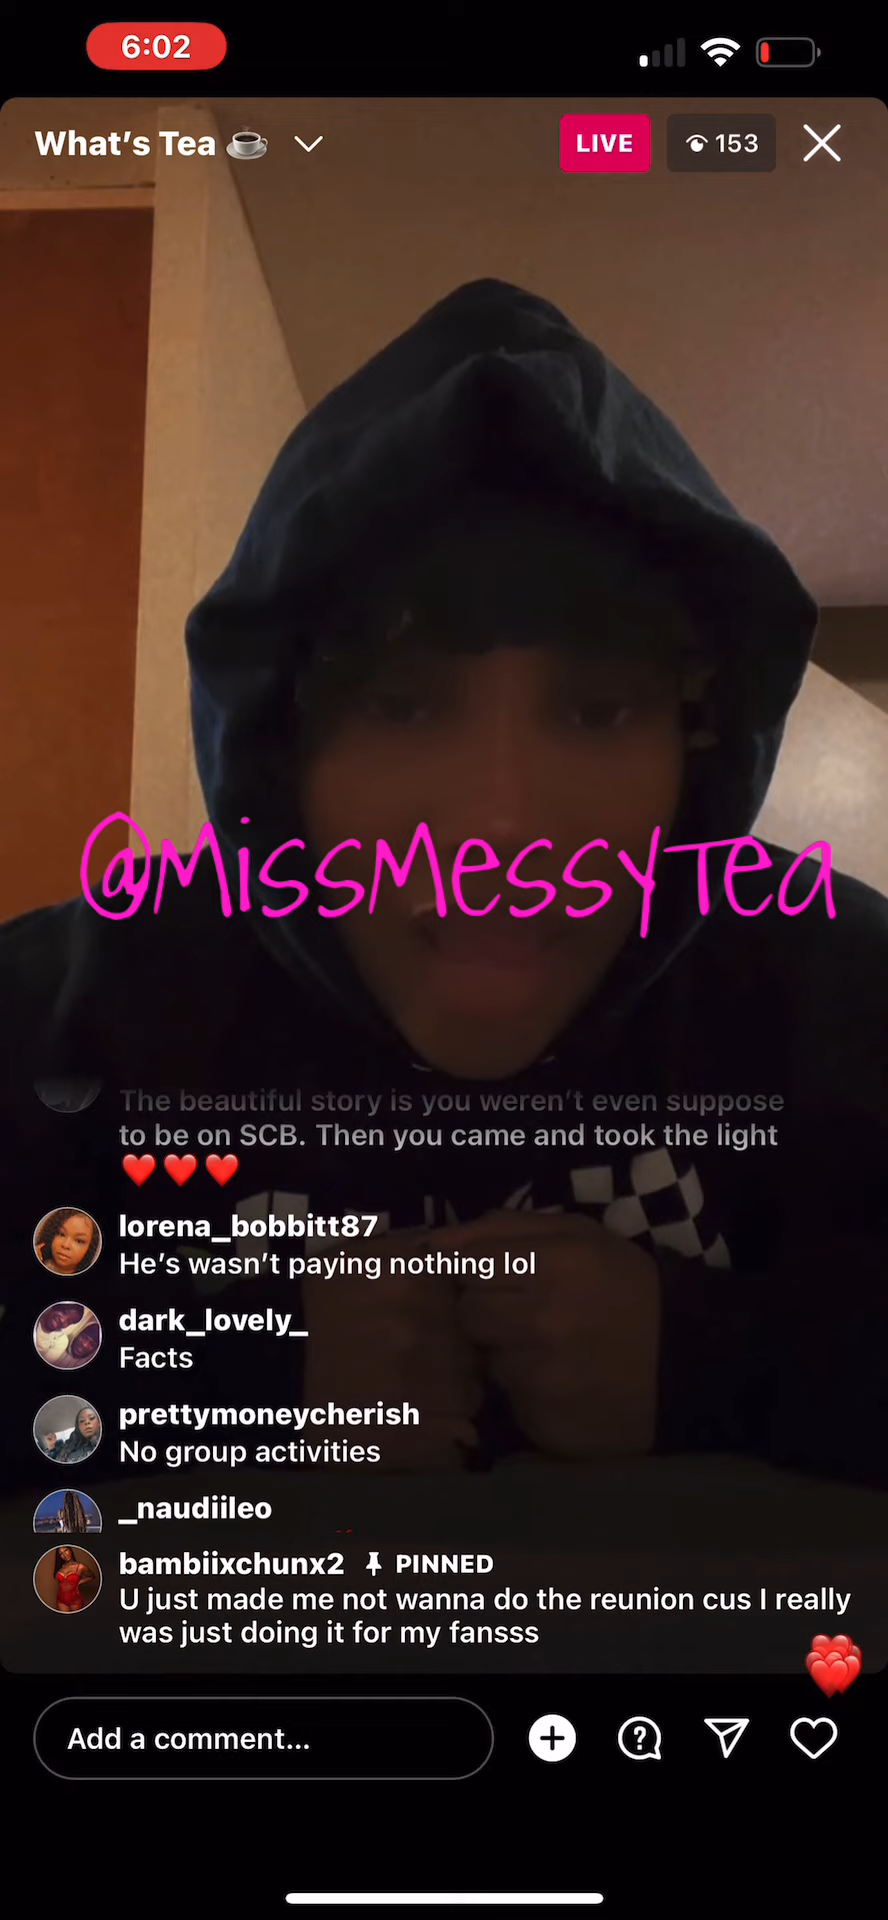 6:02
What's Tea ☕
LIVE
153
@MissMessyTea
The beautiful story is you weren't even suppose
to be on SCB. Then you came and took the light
❤️❤️❤️
lorena_bobbitt87
He's wasn't paying nothing lol
dark_lovely_
Facts
prettymoneycherish
No group activities
_naudiileo
bambiixchunx2 📌 PINNED
U just made me not wanna do the reunion cus I really
was just doing it for my fansss
Add a comment...